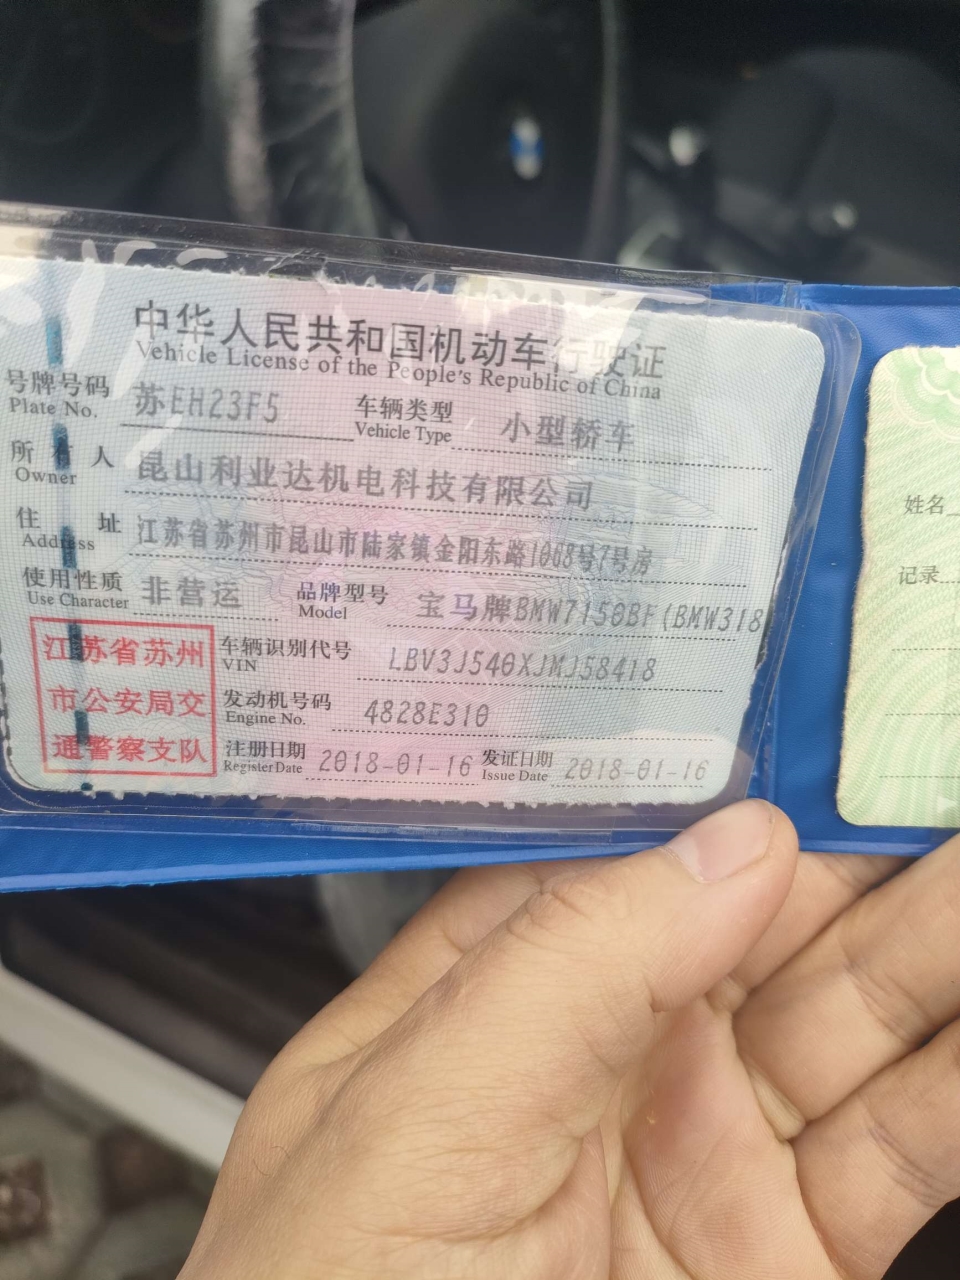 中华人民共和国机动车行驶证
Vehicle License of the People's Republic of China
号牌号码 苏EH23F5 车辆类型 小型轿车
Plate No. Vehicle Type
所有人 昆山利业达机电科技有限公司
Owner
住址 江苏省苏州市昆山市陆家镇金阳东路1068号7号房
Address
使用性质 非营运 品牌型号 宝马牌BMW7150BF(BMW318
Use Character Model
江苏省苏州
市公安局交
通警察支队
车辆识别代号 LBV3J540XJMJ58418
VIN
发动机号码 4828E310
Engine No.
注册日期 2018-01-16 发证日期 2018-01-16
Register Date Issue Date
姓名
记录